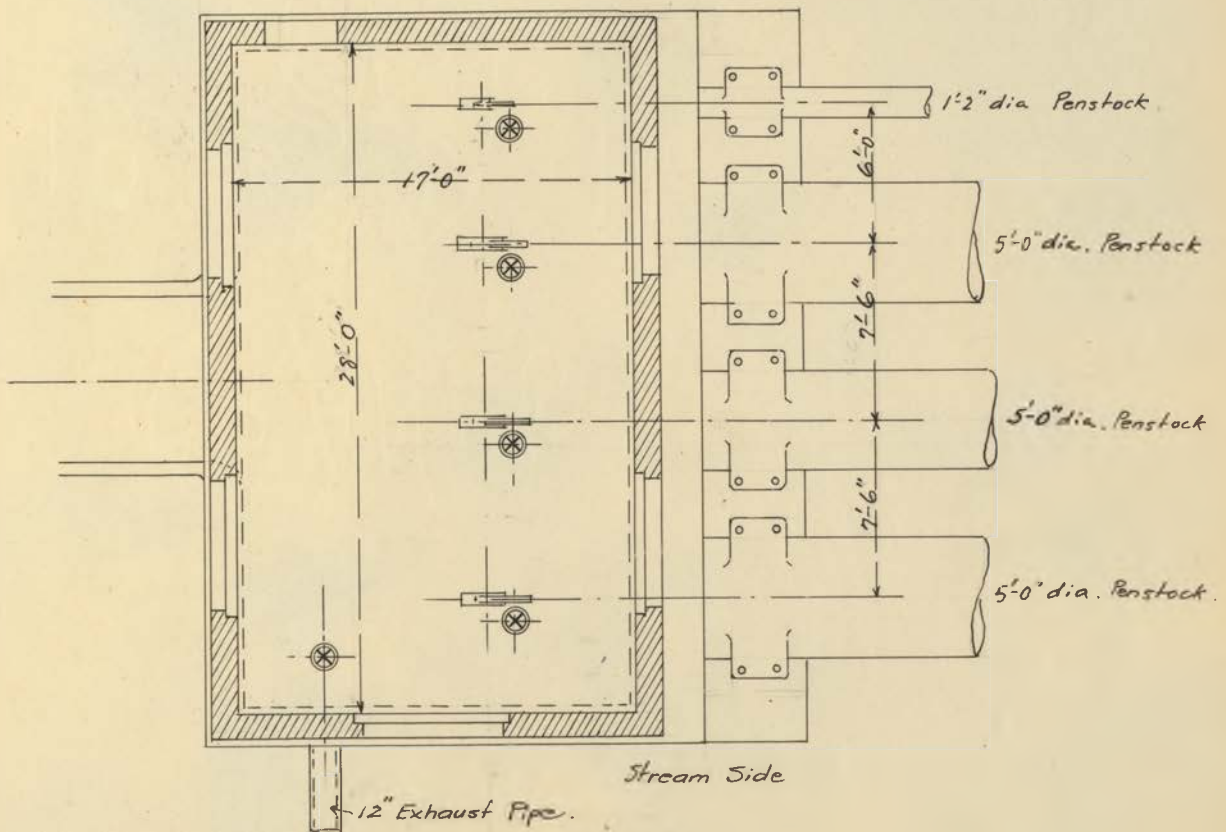 1'-2" dia Penstock.
6'-0"
17'-0"
5'-0" dia. Penstock
7'-6"
28'-0"
5'-0" dia. Penstock
7'-6"
5'-0" dia. Penstock.
Stream Side
12" Exhaust Pipe.